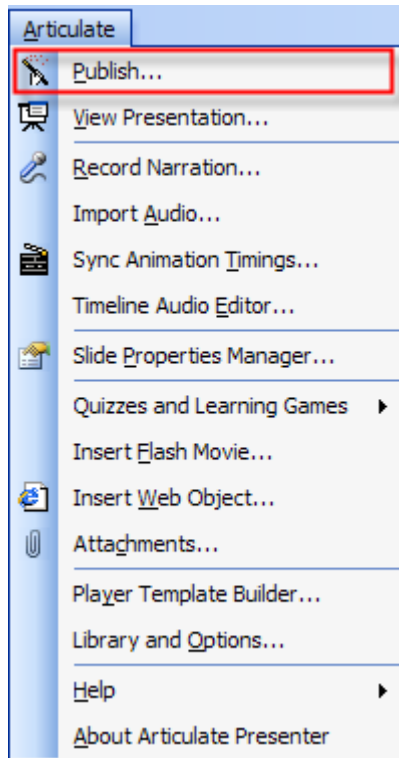 Articulate
Publish...
View Presentation...
Record Narration...
Import Audio...
Sync Animation Timings...
Timeline Audio Editor...
Slide Properties Manager...
Quizzes and Learning Games
Insert Flash Movie...
Insert Web Object...
Attachments...
Player Template Builder...
Library and Options...
Help
About Articulate Presenter